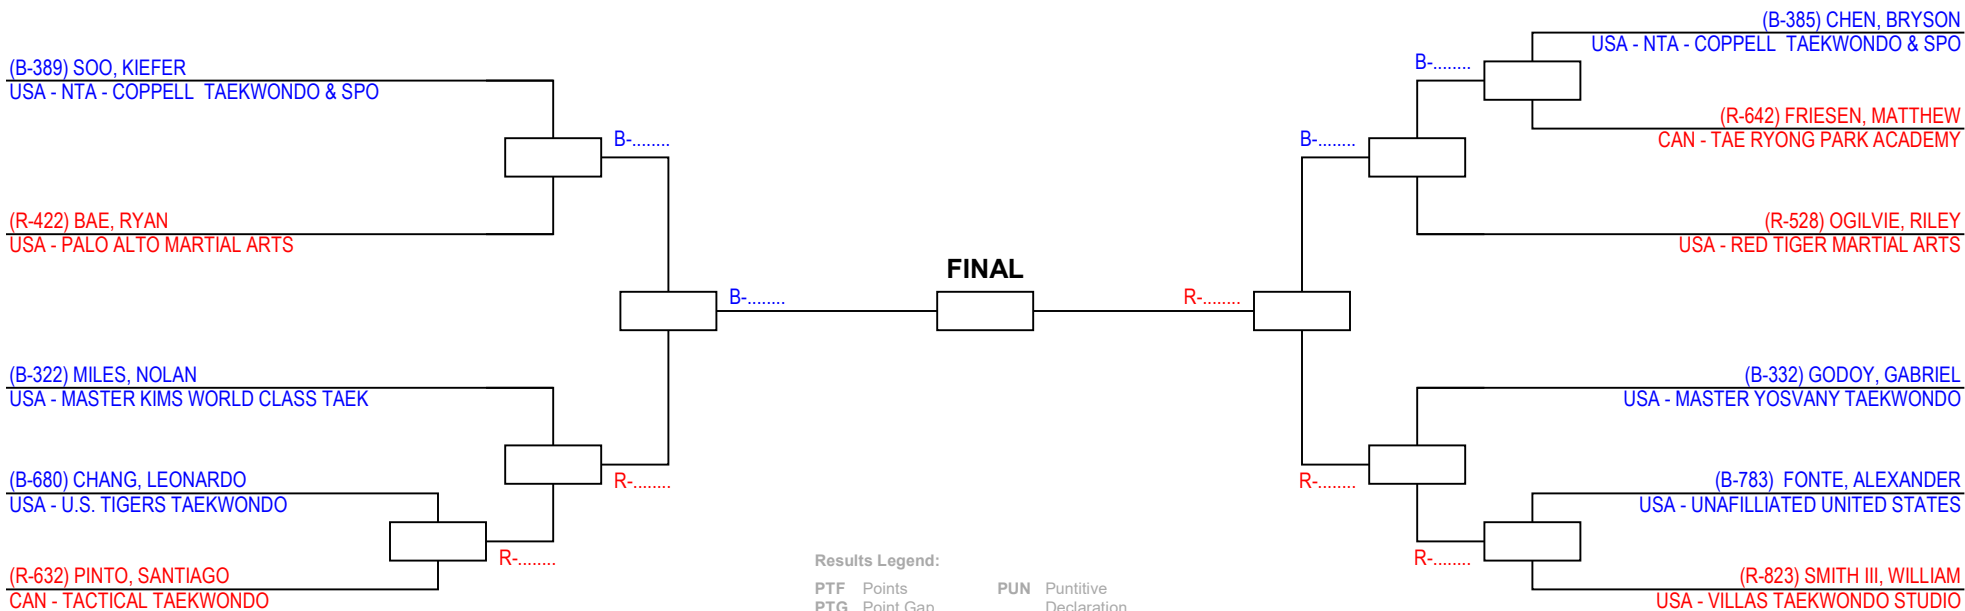 (B-389) SOO, KIEFER
USA - NTA - COPPELL TAEKWONDO & SPO
B-........
(R-422) BAE, RYAN
USA - PALO ALTO MARTIAL ARTS
B-........
(B-322) MILES, NOLAN
USA - MASTER KIMS WORLD CLASS TAEK
R-........
(B-680) CHANG, LEONARDO
USA - U.S. TIGERS TAEKWONDO
R-........
(R-632) PINTO, SANTIAGO
CAN - TACTICAL TAEKWONDO
FINAL
(B-385) CHEN, BRYSON
USA - NTA - COPPELL TAEKWONDO & SPO
B-........
(R-642) FRIESEN, MATTHEW
CAN - TAE RYONG PARK ACADEMY
B-........
(R-528) OGILVIE, RILEY
USA - RED TIGER MARTIAL ARTS
R-........
(B-332) GODOY, GABRIEL
USA - MASTER YOSVANY TAEKWONDO
R-........
(B-783) FONTE, ALEXANDER
USA - UNAFILLIATED UNITED STATES
R-........
(R-823) SMITH III, WILLIAM
USA - VILLAS TAEKWONDO STUDIO
Results Legend:
PTF Points PUN Puntitive
PTG Point Gap Declaration